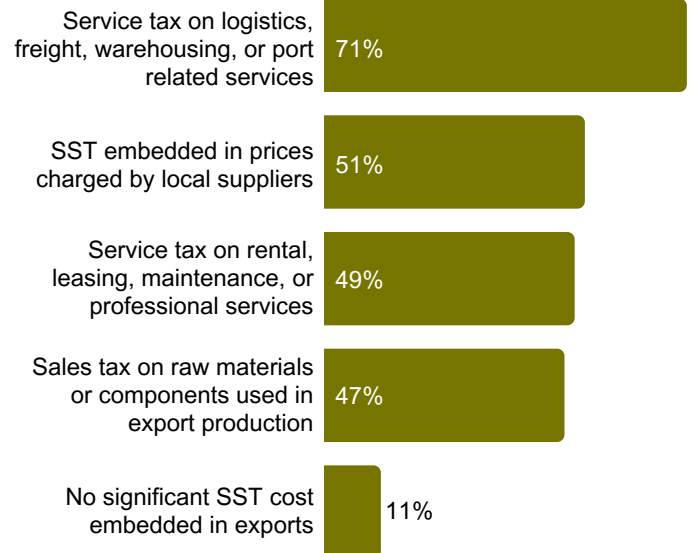 Service tax on logistics,
freight, warehousing, or port
related services
71%
SST embedded in prices
charged by local suppliers
51%
Service tax on rental,
leasing, maintenance, or
professional services
49%
Sales tax on raw materials
or components used in
export production
47%
No significant SST cost
embedded in exports
11%